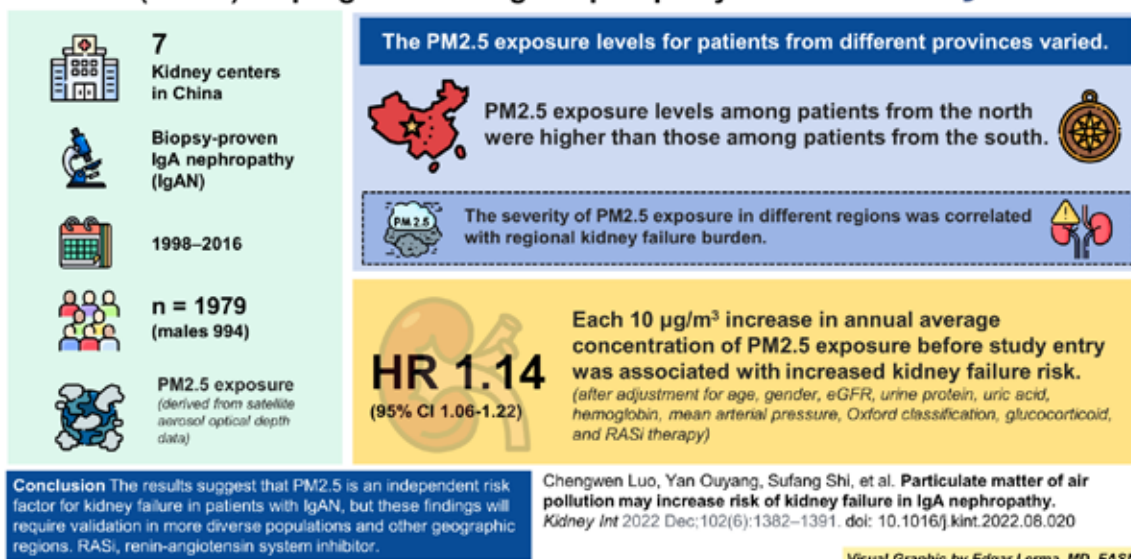 7
Kidney centers
in China
Biopsy-proven
IgA nephropathy
(IgAN)
1998–2016
n = 1979
(males 994)
PM2.5 exposure
(derived from satellite
aerosol optical depth
data)
The PM2.5 exposure levels for patients from different provinces varied.
PM2.5 exposure levels among patients from the north
were higher than those among patients from the south.
PM 2.5
The severity of PM2.5 exposure in different regions was correlated
with regional kidney failure burden.
HR 1.14
(95% CI 1.06-1.22)
Each 10 µg/m³ increase in annual average
concentration of PM2.5 exposure before study entry
was associated with increased kidney failure risk.
(after adjustment for age, gender, eGFR, urine protein, uric acid,
hemoglobin, mean arterial pressure, Oxford classification, glucocorticoid,
and RASi therapy)
Conclusion The results suggest that PM2.5 is an independent risk
factor for kidney failure in patients with IgAN, but these findings will
require validation in more diverse populations and other geographic
regions. RASi, renin-angiotensin system inhibitor.
Chengwen Luo, Yan Ouyang, Sufang Shi, et al. Particulate matter of air
pollution may increase risk of kidney failure in IgA nephropathy.
Kidney Int 2022 Dec;102(6):1382–1391. doi: 10.1016/j.kint.2022.08.020
Visual Graphic by Edgar Lerma, MD, FASN